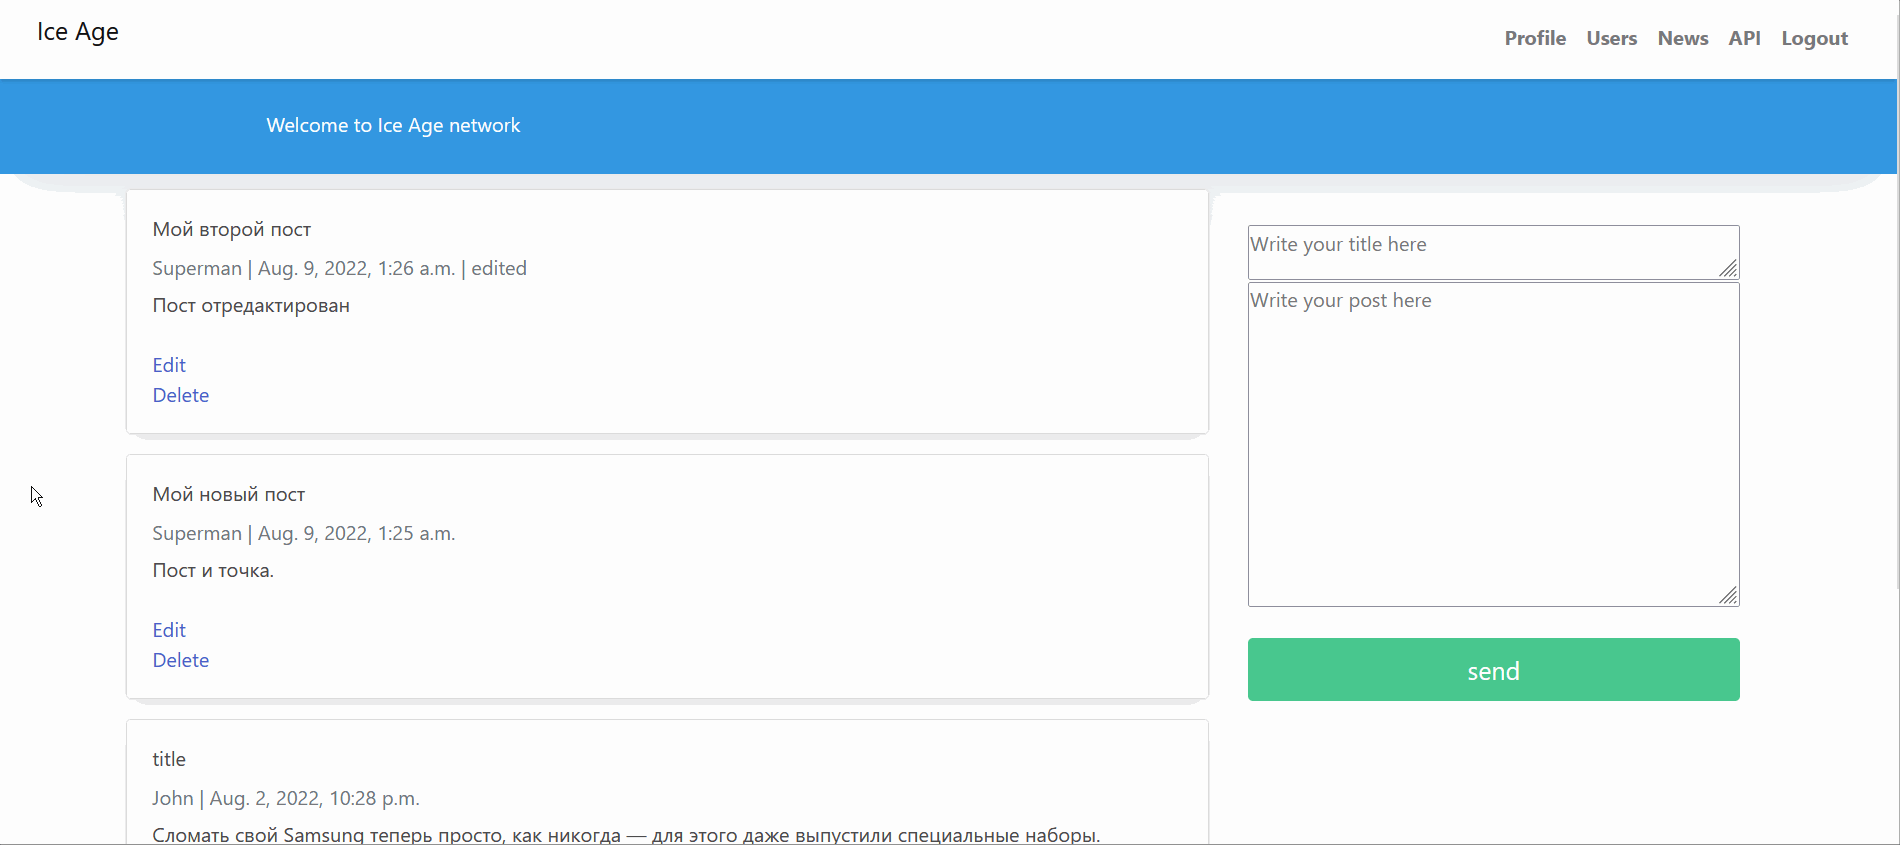 Ice Age
Profile Users News API Logout
Welcome to Ice Age network
Мой второй пост
Superman | Aug. 9, 2022, 1:26 a.m. | edited
Пост отредактирован
Edit
Delete
Мой новый пост
Superman | Aug. 9, 2022, 1:25 a.m.
Пост и точка.
Edit
Delete
title
John | Aug. 2, 2022, 10:28 p.m.
Сломать свой Samsung теперь просто, как никогда — для этого даже выпустили специальные наборы.
Write your title here
Write your post here
send